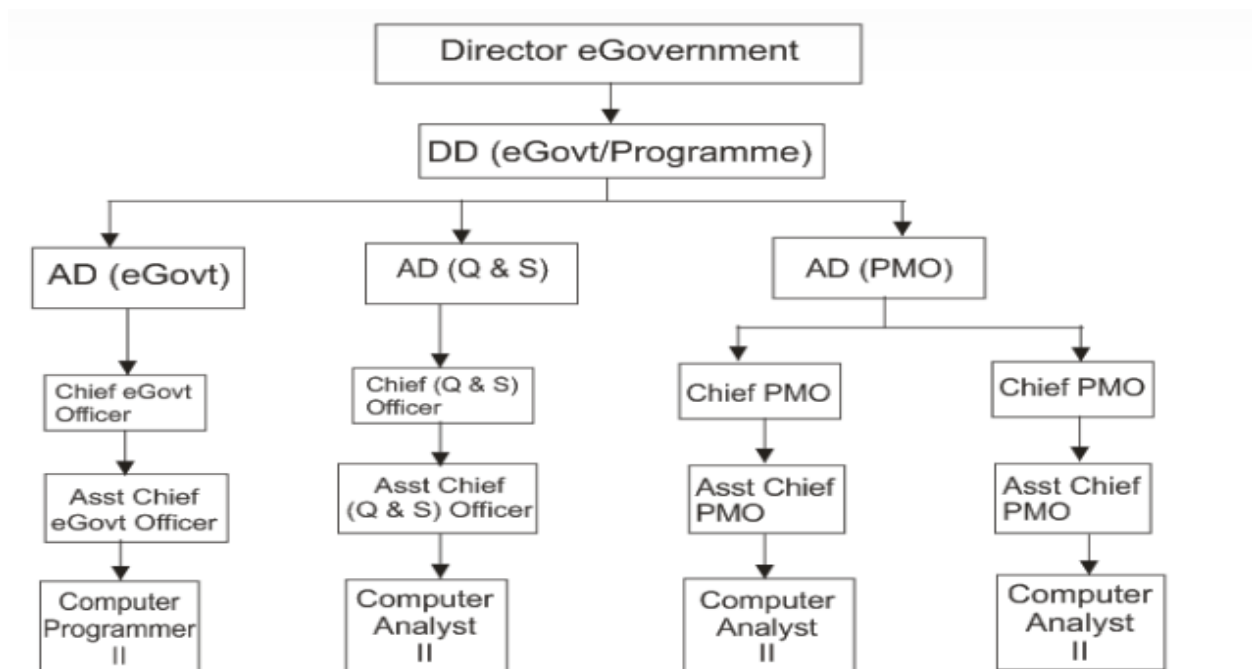 Director eGovernment
DD (eGovt/Programme)
AD (eGovt)
AD (Q & S)
AD (PMO)
Chief eGovt
Officer
Chief (Q & S)
Officer
Chief PMO
Chief PMO
Asst Chief
eGovt Officer
Asst Chief
(Q & S) Officer
Asst Chief
PMO
Asst Chief
PMO
Computer
Programmer
II
Computer
Analyst
II
Computer
Analyst
II
Computer
Analyst
II